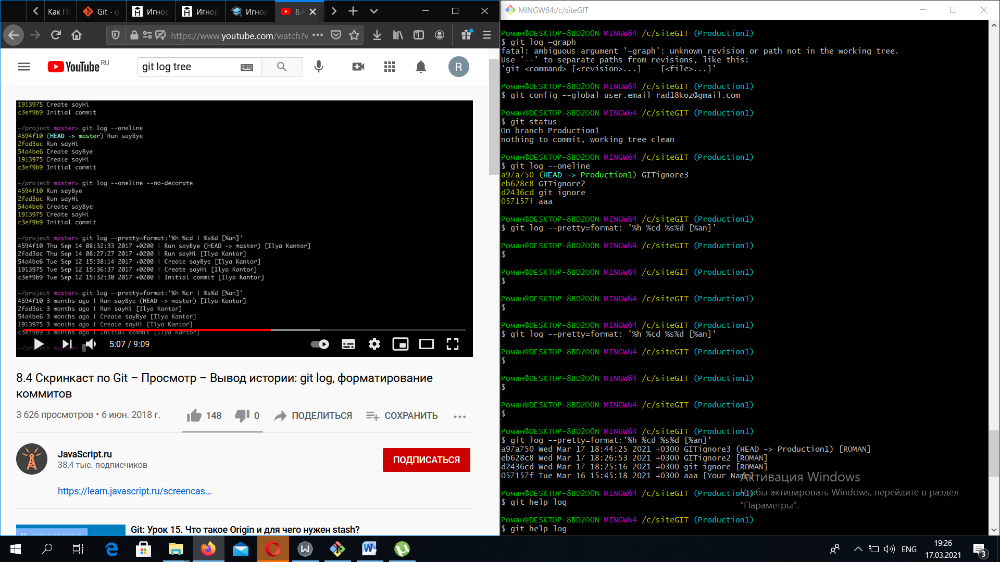 Как П
Git - g
Игнор
Игнор
Игнор
8.4
https://www.youtube.com/watch?v
YouTube RU
git log tree
R
1913975 Create sayHi
c3ef9b9 Initial commit
~/project master> git log --oneline
4594f10 (HEAD -> master) Run sayBye
2fad3ac Run sayHi
54a4be6 Create sayBye
1913975 Create sayHi
c3ef9b9 Initial commit
~/project master> git log --oneline --no-decorate
4594f10 Run sayBye
2fad3ac Run sayHi
54a4be6 Create sayBye
1913975 Create sayHi
c3ef9b9 Initial commit
~/project master> git log --pretty=format:'%h %cd | %s%d [%an]'
4594f10 Thu Sep 14 08:32:33 2017 +0200 | Run sayBye (HEAD -> master) [Ilya Kantor]
2fad3ac Thu Sep 14 08:27:27 2017 +0200 | Run sayHi [Ilya Kantor]
54a4be6 Tue Sep 12 15:38:14 2017 +0200 | Create sayBye [Ilya Kantor]
1913975 Tue Sep 12 15:36:37 2017 +0200 | Create sayHi [Ilya Kantor]
c3ef9b9 Tue Sep 12 15:32:30 2017 +0200 | Initial commit [Ilya Kantor]
~/project master> git log --pretty=format:'%h %cr | %s%d [%an]'
4594f10 3 months ago | Run sayBye (HEAD -> master) [Ilya Kantor]
2fad3ac 3 months ago | Run sayHi [Ilya Kantor]
54a4be6 3 months ago | Create sayBye [Ilya Kantor]
1913975 3 months ago | Create sayHi [Ilya Kantor]
c3ef9b9 3 months ago | Initial commit [Ilya Kantor]
~/project master>
5:07 / 9:09
8.4 Скринкаст по Git – Просмотр – Вывод истории: git log, форматирование
коммитов
3 626 просмотров • 6 июн. 2018 г.
148
0
ПОДЕЛИТЬСЯ
СОХРАНИТЬ
JavaScript.ru
38,4 тыс. подписчиков
ПОДПИСАТЬСЯ
https://learn.javascript.ru/screencas...
Git - Система контроля версий
Git: Урок 15. Что такое Origin и для чего нужен stash?
MINGW64:/c/siteGIT
Роман@DESKTOP-8BD2OON MINGW64 /c/siteGIT (Production1)
$ git log –graph
fatal: ambiguous argument '–graph': unknown revision or path not in the working tree.
Use '--' to separate paths from revisions, like this:
'git <command> [<revision>...] -- [<file>...]'
Роман@DESKTOP-8BD2OON MINGW64 /c/siteGIT (Production1)
$ git config --global user.email rad18koz@gmail.com
Роман@DESKTOP-8BD2OON MINGW64 /c/siteGIT (Production1)
$ git status
On branch Production1
nothing to commit, working tree clean
Роман@DESKTOP-8BD2OON MINGW64 /c/siteGIT (Production1)
$ git log --oneline
a97a750 (HEAD -> Production1) GITignore3
eb628c8 GITignore2
d2436cd git ignore
057157f aaa
Роман@DESKTOP-8BD2OON MINGW64 /c/siteGIT (Production1)
$ git log --pretty=format: '%h %cd %s%d [%an]'
Роман@DESKTOP-8BD2OON MINGW64 /c/siteGIT (Production1)
$
Роман@DESKTOP-8BD2OON MINGW64 /c/siteGIT (Production1)
$
Роман@DESKTOP-8BD2OON MINGW64 /c/siteGIT (Production1)
$
Роман@DESKTOP-8BD2OON MINGW64 /c/siteGIT (Production1)
$ git log --pretty=format: '%h %cd %s%d [%an]'
Роман@DESKTOP-8BD2OON MINGW64 /c/siteGIT (Production1)
$
Роман@DESKTOP-8BD2OON MINGW64 /c/siteGIT (Production1)
$
Роман@DESKTOP-8BD2OON MINGW64 /c/siteGIT (Production1)
$
Роман@DESKTOP-8BD2OON MINGW64 /c/siteGIT (Production1)
$ git log --pretty=format:'%h %cd %s%d [%an]'
a97a750 Wed Mar 17 18:44:25 2021 +0300 GITignore3 (HEAD -> Production1) [ROMAN]
eb628c8 Wed Mar 17 18:26:53 2021 +0300 GITignore2 [ROMAN]
d2436cd Wed Mar 17 18:25:16 2021 +0300 git ignore [ROMAN]
057157f Tue Mar 16 15:45:18 2021 +0300 aaa [Your Name]
Роман@DESKTOP-8BD2OON MINGW64 /c/siteGIT (Production1)
$ git help log
Роман@DESKTOP-8BD2OON MINGW64 /c/siteGIT (Production1)
$ git help log
Активация Windows
Чтобы активировать Windows, перейдите в раздел
"Параметры".
ENG
19:26
17.03.2021
3